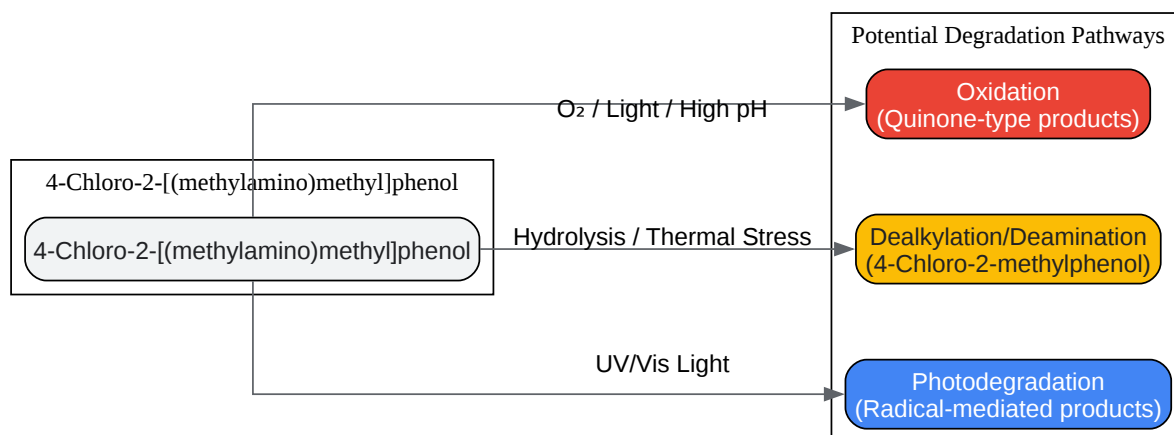 Potential Degradation Pathways
Oxidation
(Quinone-type products)
O₂ / Light / High pH
4-Chloro-2-[(methylamino)methyl]phenol
4-Chloro-2-[(methylamino)methyl]phenol
Hydrolysis / Thermal Stress
Dealkylation/Deamination
(4-Chloro-2-methylphenol)
UV/Vis Light
Photodegradation
(Radical-mediated products)